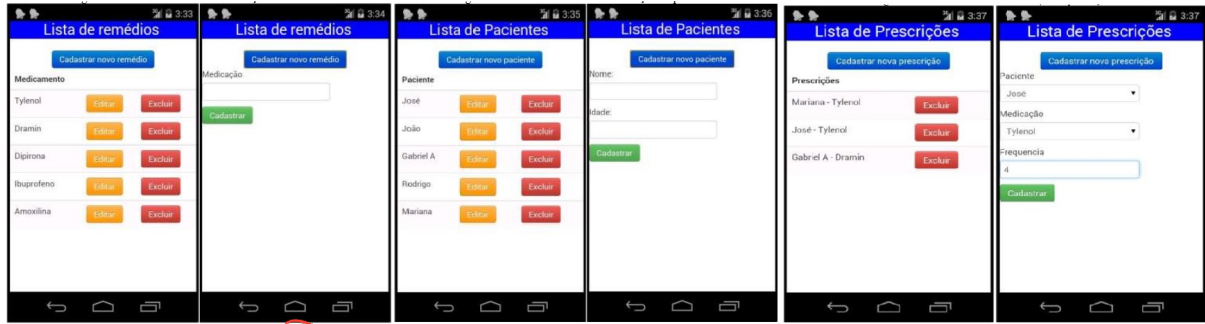 3:33
Lista de remédios
Cadastrar novo remédio
Medicamento
Tylenol Editar Excluir
Dramin Editar Excluir
Dipirona Editar Excluir
Ibuprofeno Editar Excluir
Amoxilina Editar Excluir
3:34
Lista de remédios
Cadastrar novo remédio
Medicação
Cadastrar
3:35
Lista de Pacientes
Cadastrar novo paciente
Paciente
José Editar Excluir
João Editar Excluir
Gabriel A Editar Excluir
Rodrigo Editar Excluir
Mariana Editar Excluir
3:36
Lista de Pacientes
Cadastrar novo paciente
Nome:
Idade:
Cadastrar
3:37
Lista de Prescrições
Cadastrar nova prescrição
Prescrições
Mariana - Tylenol Excluir
José - Tylenol Excluir
Gabriel A - Dramin Excluir
3:37
Lista de Prescrições
Cadastrar nova prescrição
Paciente
José
Medicação
Tylenol
Frequencia
4
Cadastrar